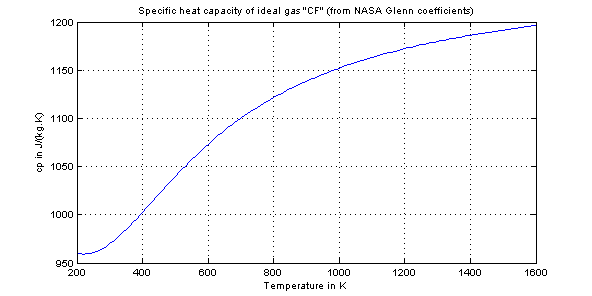 Specific heat capacity of ideal gas "CF" (from NASA Glenn coefficients)
1200
1150
1100
1050
1000
950
cp in J/(kg.K)
200 400 600 800 1000 1200 1400 1600
Temperature in K